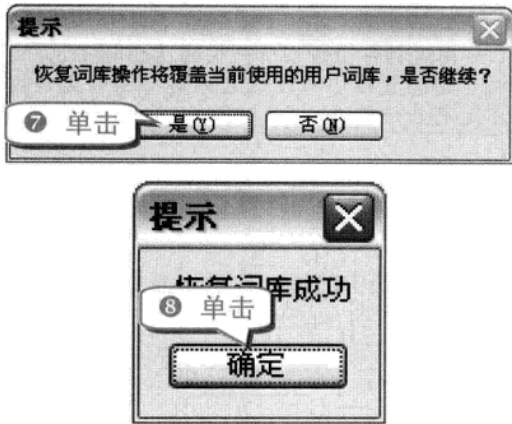 提示
恢复词库操作将覆盖当前使用的用户词库，是否继续？
❼ 单击
是(Y)
否(N)
提示
恢复词库成功
❽ 单击
确定